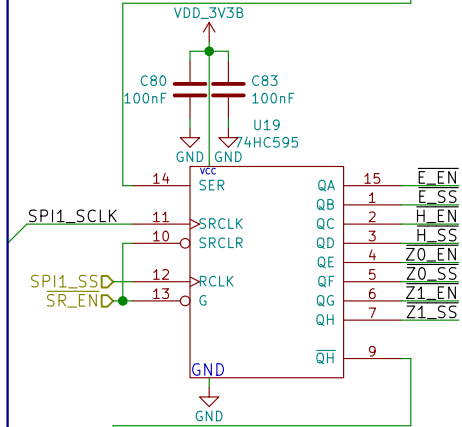 VDD_3V3B
C80
100nF
C83
100nF
GND
GND
U19
74HC595
VCC
14
SER
QA
15
E_EN
QB
1
E_SS
SPI1_SCLK
11
SRCLK
QC
2
H_EN
10
SRCLR
QD
3
H_SS
QE
4
Z0_EN
SPI1_SS
12
RCLK
QF
5
Z0_SS
SR_EN
13
G
QG
6
Z1_EN
QH
7
Z1_SS
QH
9
GND
GND